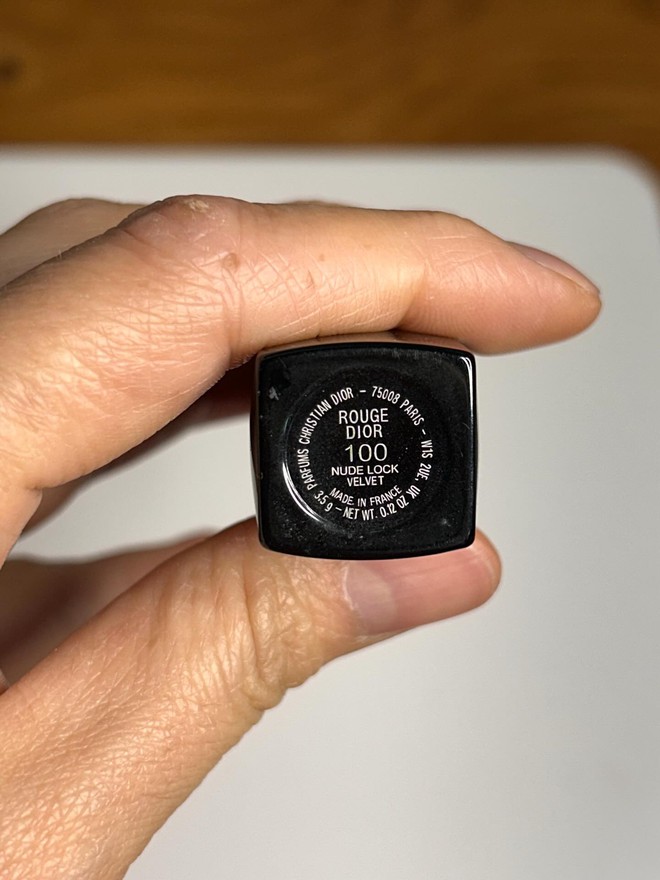 PARFUMS CHRISTIAN DIOR – 75008 PARIS – W1S 2UE, UK
ROUGE
DIOR
100
NUDE LOCK
VELVET
MADE IN FRANCE
3.5 g – NET WT. 0.12 OZ